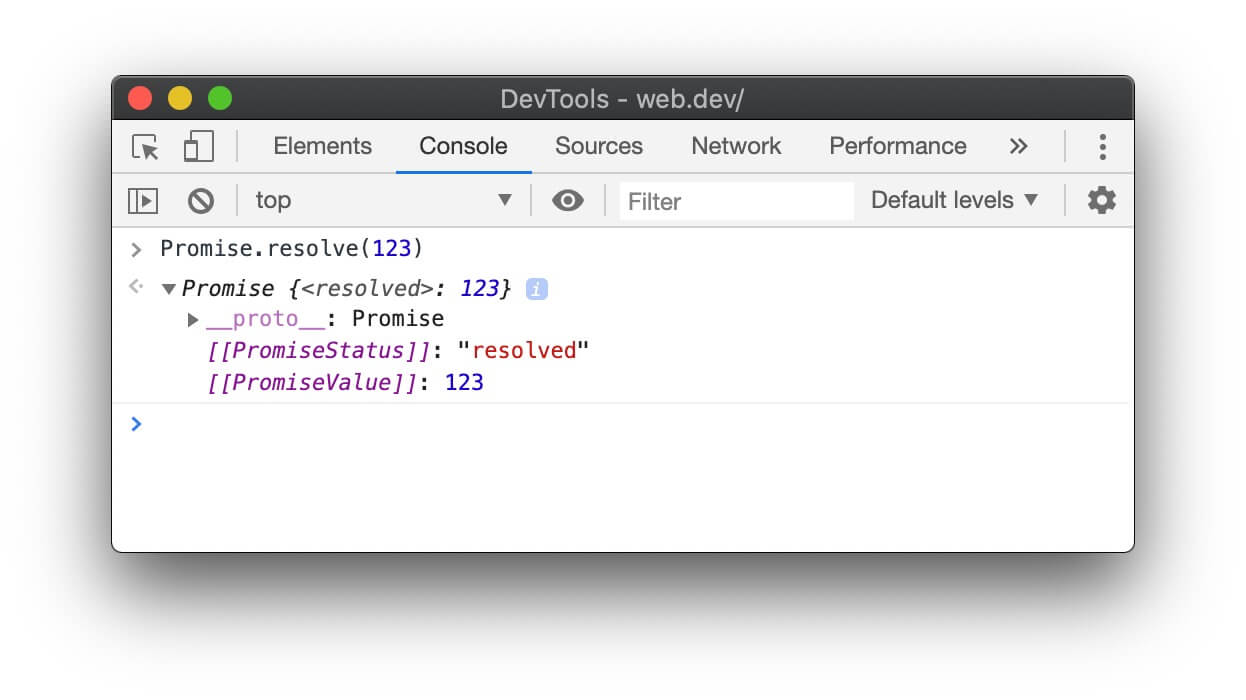 DevTools - web.dev/
Elements Console Sources Network Performance »
top Filter Default levels
> Promise.resolve(123)
Promise {<resolved>: 123} i
__proto__: Promise
[[PromiseStatus]]: "resolved"
[[PromiseValue]]: 123
>